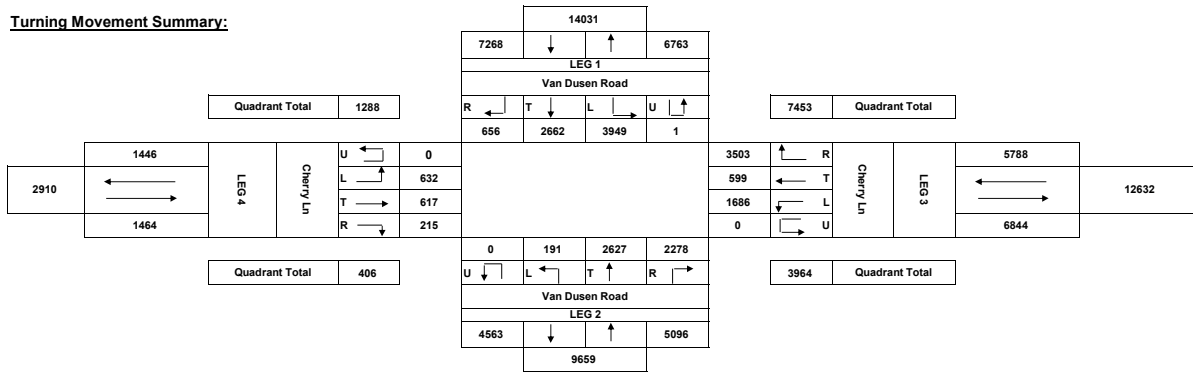 Turning Movement Summary:
14031
7268 6763
LEG 1
Van Dusen Road
Quadrant Total 1288
R T L U
7453 Quadrant Total
656 2662 3949 1
1446
U 0
3503 R
5788
2910
LEG 4
Cherry Ln
L 632
599 T
Cherry Ln
LEG 3
12632
T 617
1686 L
1464
R 215
0 U
6844
0 191 2627 2278
Quadrant Total 406
U L T R
3964 Quadrant Total
Van Dusen Road
LEG 2
4563 5096
9659